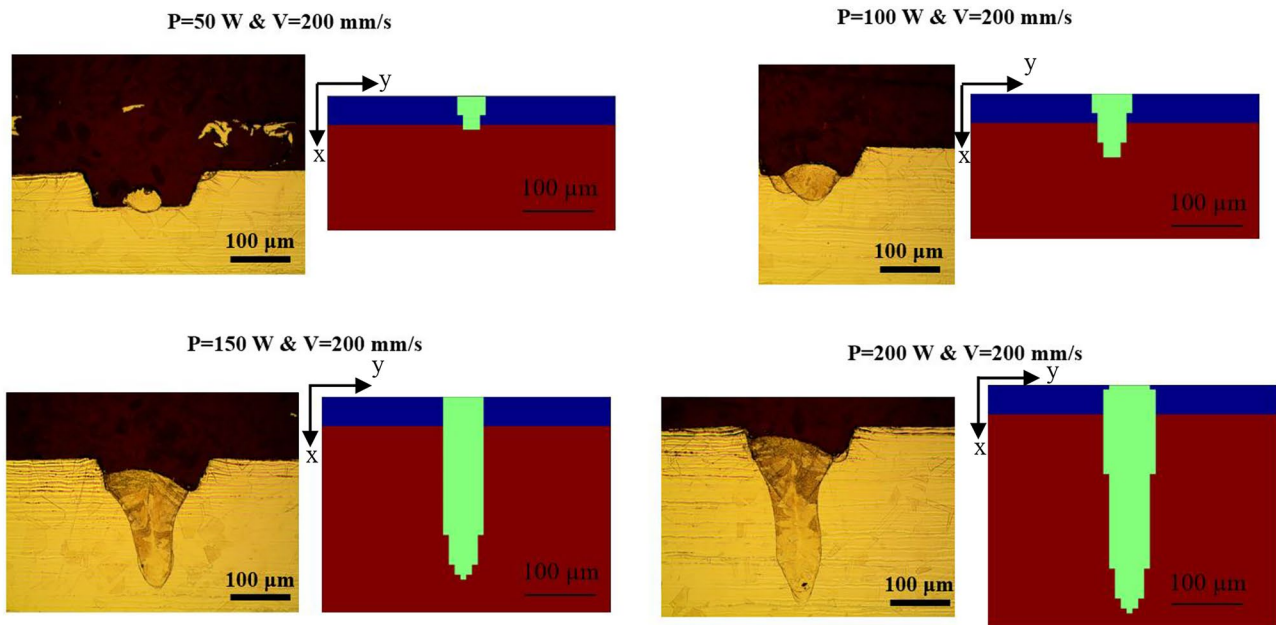 P=50 W & V=200 mm/s
y
x
100 µm
100 µm
P=100 W & V=200 mm/s
y
x
100 µm
100 µm
P=150 W & V=200 mm/s
y
x
100 µm
100 µm
P=200 W & V=200 mm/s
y
x
100 µm
100 µm